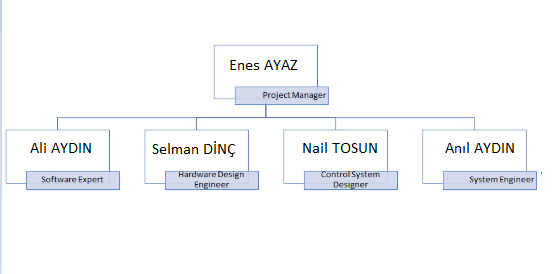 Enes AYAZ
Project Manager
Ali AYDIN
Software Expert
Selman DİNÇ
Hardware Design
Engineer
Nail TOSUN
Control System
Designer
Anıl AYDIN
System Engineer